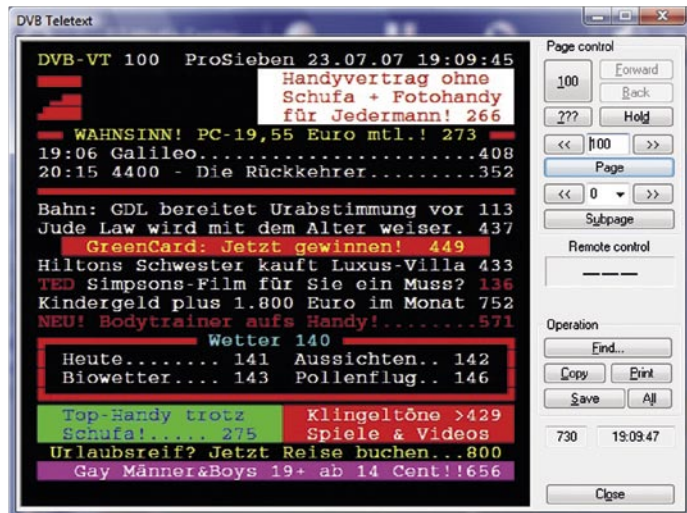 DVB Teletext
DVB-VT 100 ProSieben 23.07.07 19:09:45
Handyvertrag ohne
Schufa + Fotohandy
für Jedermann! 266
WAHNSINN! PC-19,55 Euro mtl.! 273
19:06 Galileo....................408
20:15 4400 - Die Rückkehrer.........352
Bahn: GDL bereitet Urabstimmung vor 113
Jude Law wird mit dem Alter weiser. 437
GreenCard: Jetzt gewinnen! 449
Hiltons Schwester kauft Luxus-Villa 433
TED Simpsons-Film für Sie ein Muss? 136
Kindergeld plus 1.800 Euro im Monat 752
NEU! Bodytrainer aufs Handy!........571
Wetter 140
Heute........ 141 Aussichten.. 142
Biowetter.... 143 Pollenflug.. 146
Top-Handy trotz Klingeltöne >429
Schufa!..... 275 Spiele & Videos
Urlaubsreif? Jetzt Reise buchen...800
Gay Männer&Boys 19+ ab 14 Cent!!656
Page control
100
Forward
Back
???
Hold
<< 100 >>
Page
<< 0 >>
Subpage
Remote control
---
Operation
Find...
Copy Print
Save All
730 19:09:47
Close